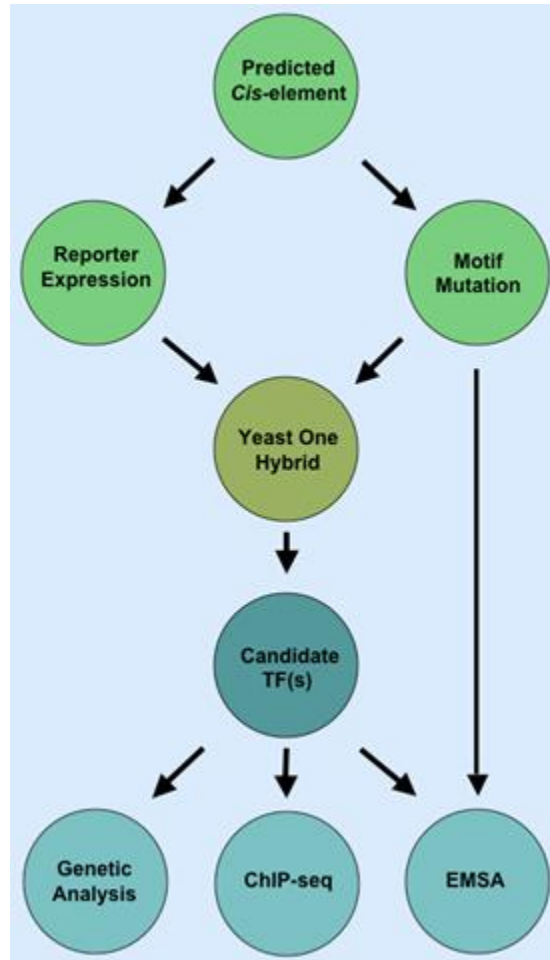 Predicted
Cis-element
Reporter
Expression
Motif
Mutation
Yeast One
Hybrid
Candidate
TF(s)
Genetic
Analysis
ChIP-seq
EMSA